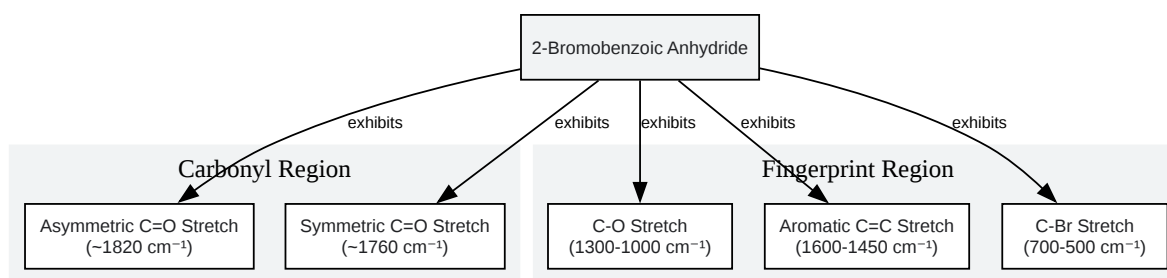 2-Bromobenzoic Anhydride
exhibits
exhibits
exhibits
exhibits
exhibits
Carbonyl Region
Fingerprint Region
Asymmetric C=O Stretch
(~1820 cm⁻¹)
Symmetric C=O Stretch
(~1760 cm⁻¹)
C-O Stretch
(1300-1000 cm⁻¹)
Aromatic C=C Stretch
(1600-1450 cm⁻¹)
C-Br Stretch
(700-500 cm⁻¹)